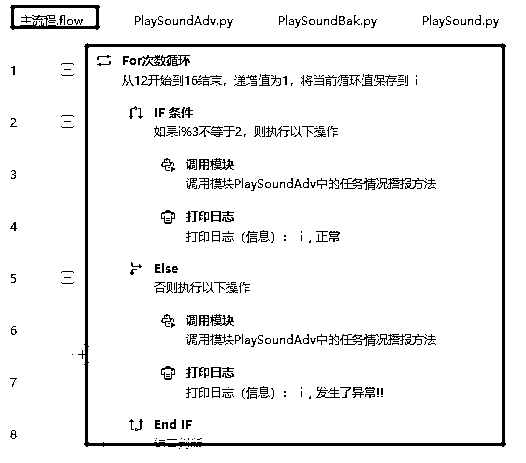 主流程.flow PlaySoundAdv.py PlaySoundBak.py PlaySound.py
1 For次数循环
从12开始到16结束，递增值为1，将当前循环值保存到 i
2 IF 条件
如果i%3不等于2，则执行以下操作
3 调用模块
调用模块PlaySoundAdv中的任务情况播报方法
4 打印日志
打印日志（信息）： i , 正常
5 Else
否则执行以下操作
6 调用模块
调用模块PlaySoundAdv中的任务情况播报方法
7 打印日志
打印日志（信息）： i , 发生了异常!!
8 End IF